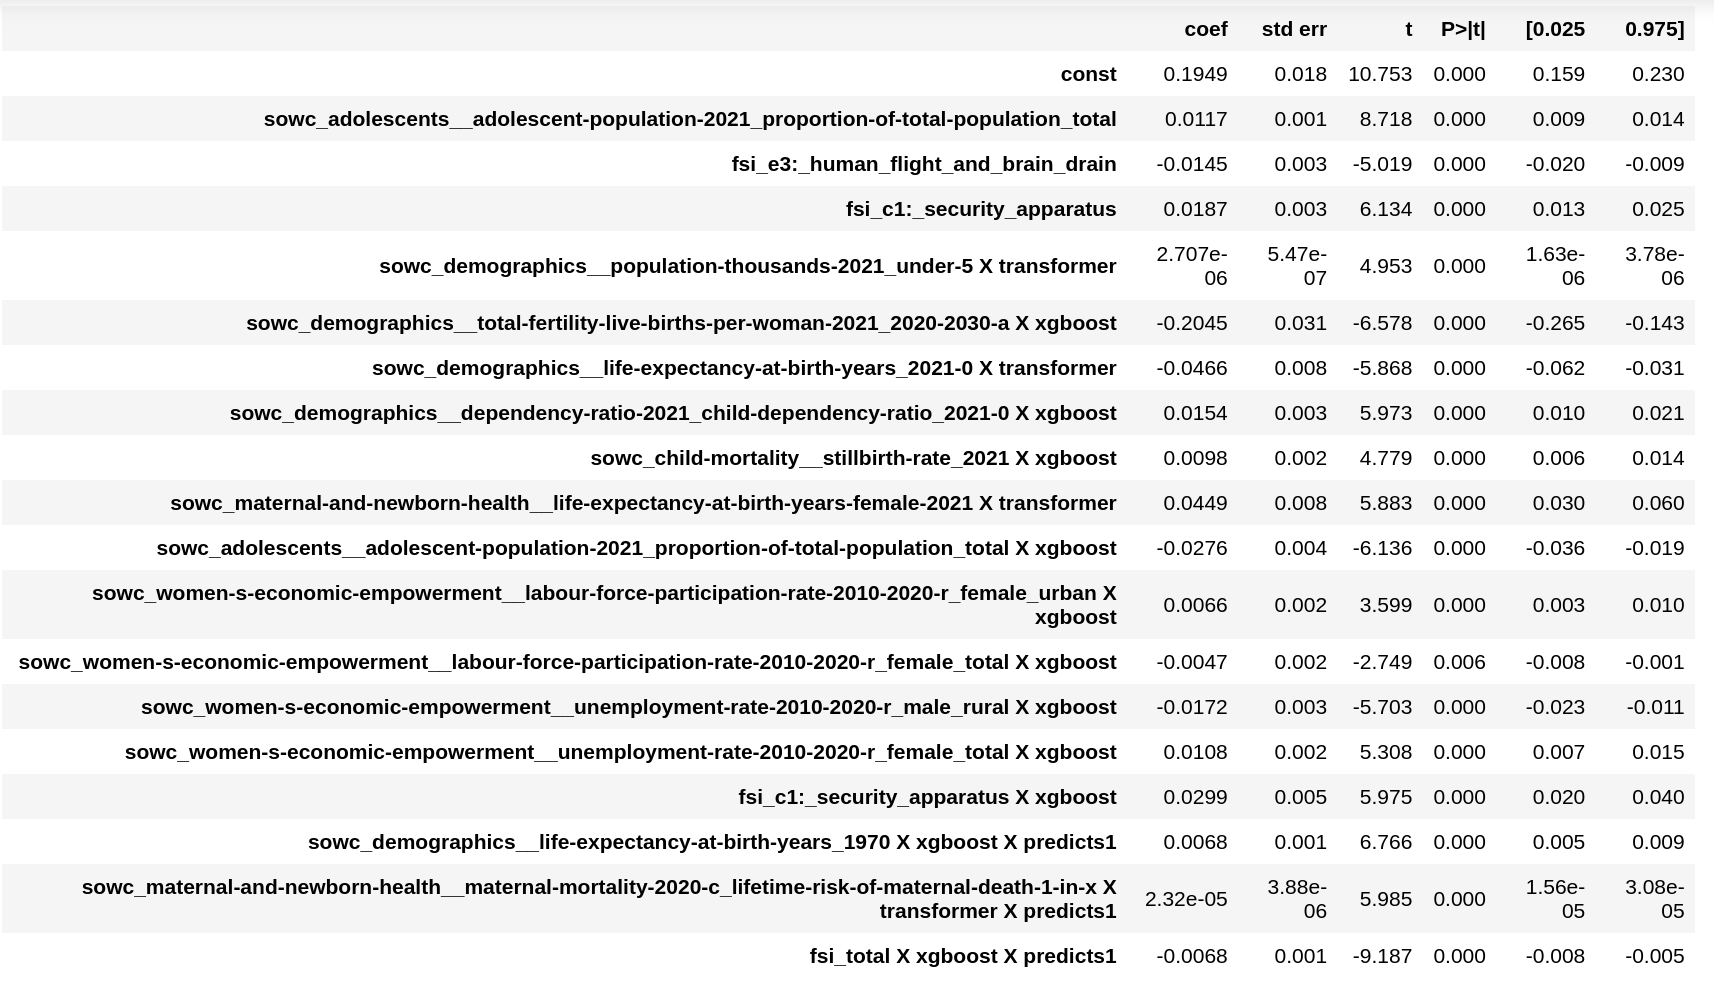 coef std err t P>|t| [0.025 0.975]
const 0.1949 0.018 10.753 0.000 0.159 0.230
sowc_adolescents__adolescent-population-2021_proportion-of-total-population_total 0.0117 0.001 8.718 0.000 0.009 0.014
fsi_e3:_human_flight_and_brain_drain -0.0145 0.003 -5.019 0.000 -0.020 -0.009
fsi_c1:_security_apparatus 0.0187 0.003 6.134 0.000 0.013 0.025
sowc_demographics__population-thousands-2021_under-5 X transformer 2.707e- 5.47e- 4.953 0.000 1.63e- 3.78e-
06 07 06 06
sowc_demographics__total-fertility-live-births-per-woman-2021_2020-2030-a X xgboost -0.2045 0.031 -6.578 0.000 -0.265 -0.143
sowc_demographics__life-expectancy-at-birth-years_2021-0 X transformer -0.0466 0.008 -5.868 0.000 -0.062 -0.031
sowc_demographics__dependency-ratio-2021_child-dependency-ratio_2021-0 X xgboost 0.0154 0.003 5.973 0.000 0.010 0.021
sowc_child-mortality__stillbirth-rate_2021 X xgboost 0.0098 0.002 4.779 0.000 0.006 0.014
sowc_maternal-and-newborn-health__life-expectancy-at-birth-years-female-2021 X transformer 0.0449 0.008 5.883 0.000 0.030 0.060
sowc_adolescents__adolescent-population-2021_proportion-of-total-population_total X xgboost -0.0276 0.004 -6.136 0.000 -0.036 -0.019
sowc_women-s-economic-empowerment__labour-force-participation-rate-2010-2020-r_female_urban X
xgboost 0.0066 0.002 3.599 0.000 0.003 0.010
sowc_women-s-economic-empowerment__labour-force-participation-rate-2010-2020-r_female_total X xgboost -0.0047 0.002 -2.749 0.006 -0.008 -0.001
sowc_women-s-economic-empowerment__unemployment-rate-2010-2020-r_male_rural X xgboost -0.0172 0.003 -5.703 0.000 -0.023 -0.011
sowc_women-s-economic-empowerment__unemployment-rate-2010-2020-r_female_total X xgboost 0.0108 0.002 5.308 0.000 0.007 0.015
fsi_c1:_security_apparatus X xgboost 0.0299 0.005 5.975 0.000 0.020 0.040
sowc_demographics__life-expectancy-at-birth-years_1970 X xgboost X predicts1 0.0068 0.001 6.766 0.000 0.005 0.009
sowc_maternal-and-newborn-health__maternal-mortality-2020-c_lifetime-risk-of-maternal-death-1-in-x X 2.32e-05 3.88e- 5.985 0.000 1.56e- 3.08e-
transformer X predicts1 06 05 05
fsi_total X xgboost X predicts1 -0.0068 0.001 -9.187 0.000 -0.008 -0.005